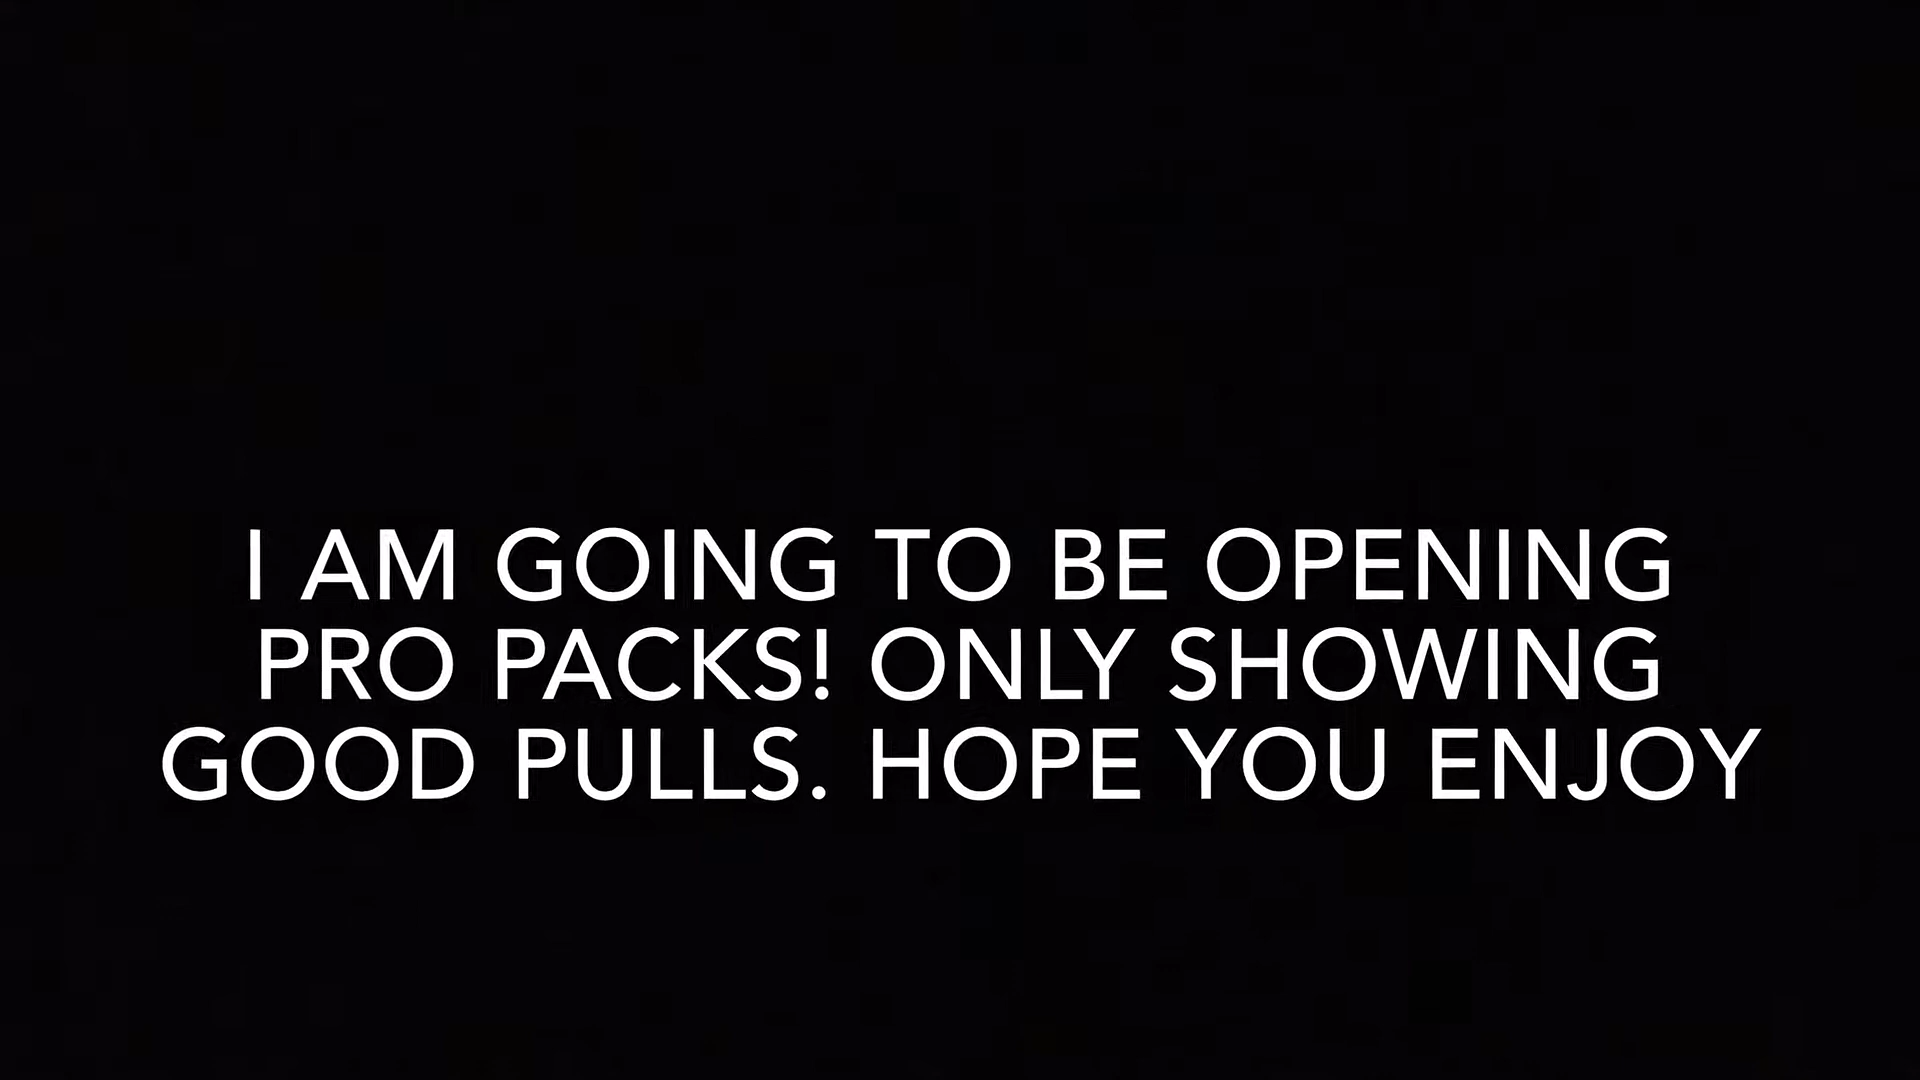 I AM GOING TO BE OPENING
PRO PACKS! ONLY SHOWING
GOOD PULLS. HOPE YOU ENJOY